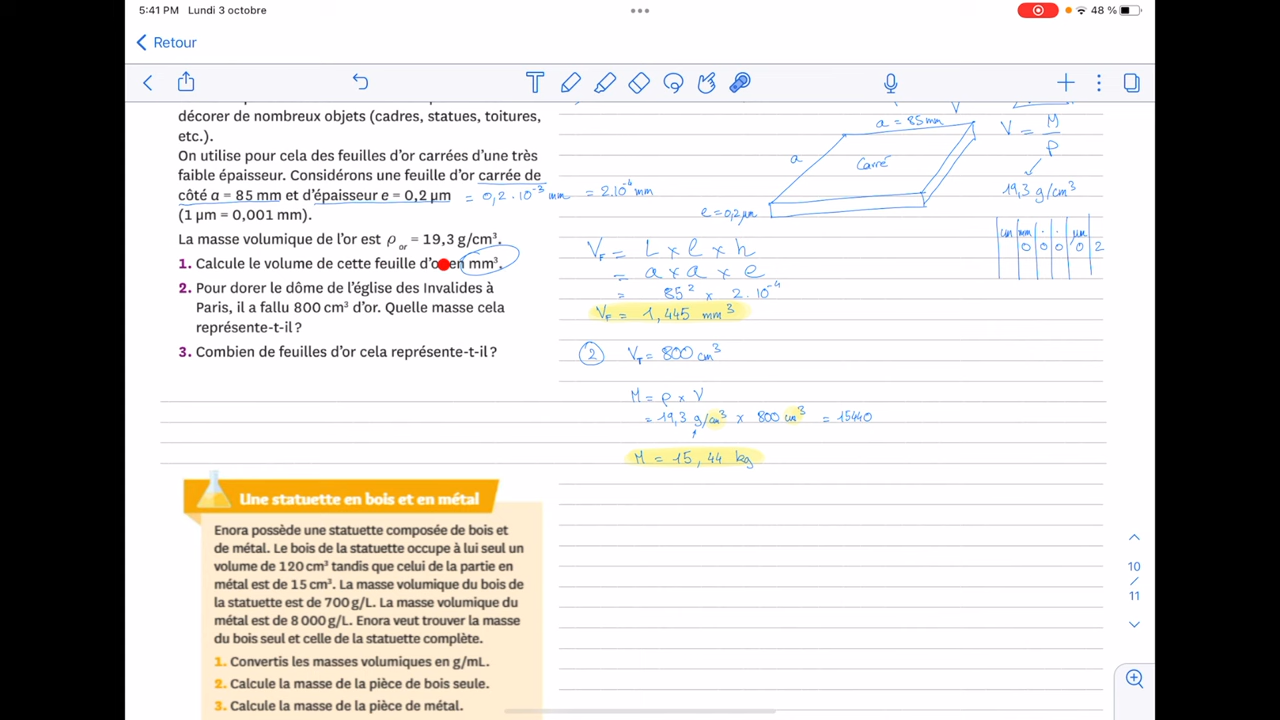 5:41 PM Lundi 3 octobre
48 %
Retour
décorer de nombreux objets (cadres, statues, toitures,
etc.).
On utilise pour cela des feuilles d'or carrées d'une très
faible épaisseur. Considérons une feuille d'or carrée de
côté a = 85 mm et d'épaisseur e = 0,2 µm = 0,2 . 10⁻³ mm = 2.10⁻⁴ mm
(1 µm = 0,001 mm).
La masse volumique de l'or est ρor = 19,3 g/cm³.
1. Calcule le volume de cette feuille d'o en mm³.
2. Pour dorer le dôme de l'église des Invalides à
Paris, il a fallu 800 cm³ d'or. Quelle masse cela
représente-t-il ?
3. Combien de feuilles d'or cela représente-t-il ?
a = 85 mm
a
Carré
e = 0,2 µm
V = M
ρ
19,3 g/cm³
cm mm . . µm
0 0 0 0 2
VF = L x l x h
= a x a x e
= 85² x 2.10⁻⁴
VF = 1,445 mm³
2 VT = 800 cm³
M = ρ x V
= 19,3 g/cm³ x 800 cm³ = 15440
M = 15,44 kg
Une statuette en bois et en métal
Enora possède une statuette composée de bois et
de métal. Le bois de la statuette occupe à lui seul un
volume de 120 cm³ tandis que celui de la partie en
métal est de 15 cm³. La masse volumique du bois de
la statuette est de 700 g/L. La masse volumique du
métal est de 8 000 g/L. Enora veut trouver la masse
du bois seul et celle de la statuette complète.
1. Convertis les masses volumiques en g/mL.
2. Calcule la masse de la pièce de bois seule.
3. Calcule la masse de la pièce de métal.
10
/
11